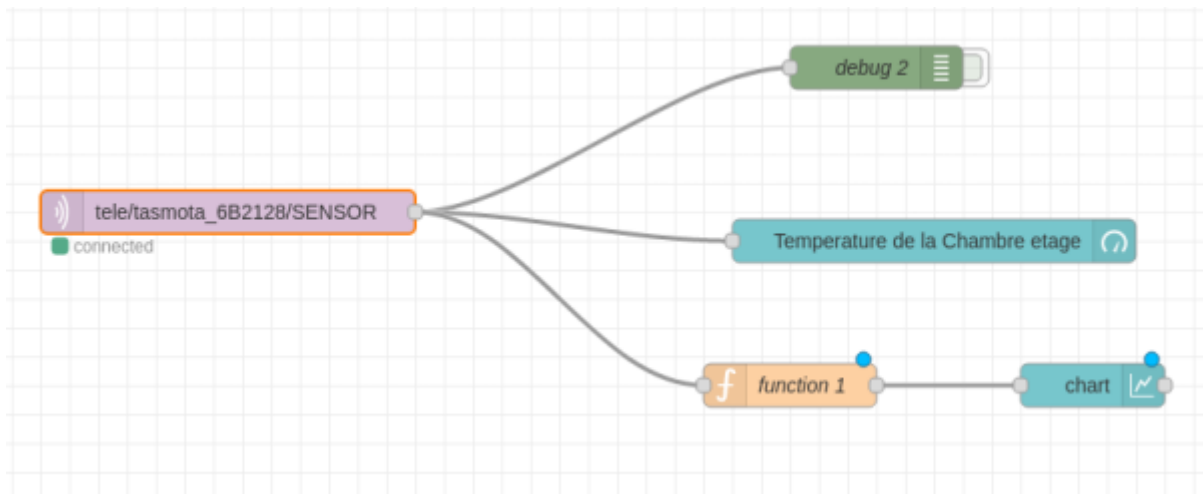 debug 2
tele/tasmota_6B2128/SENSOR
connected
Temperature de la Chambre etage
function 1
chart